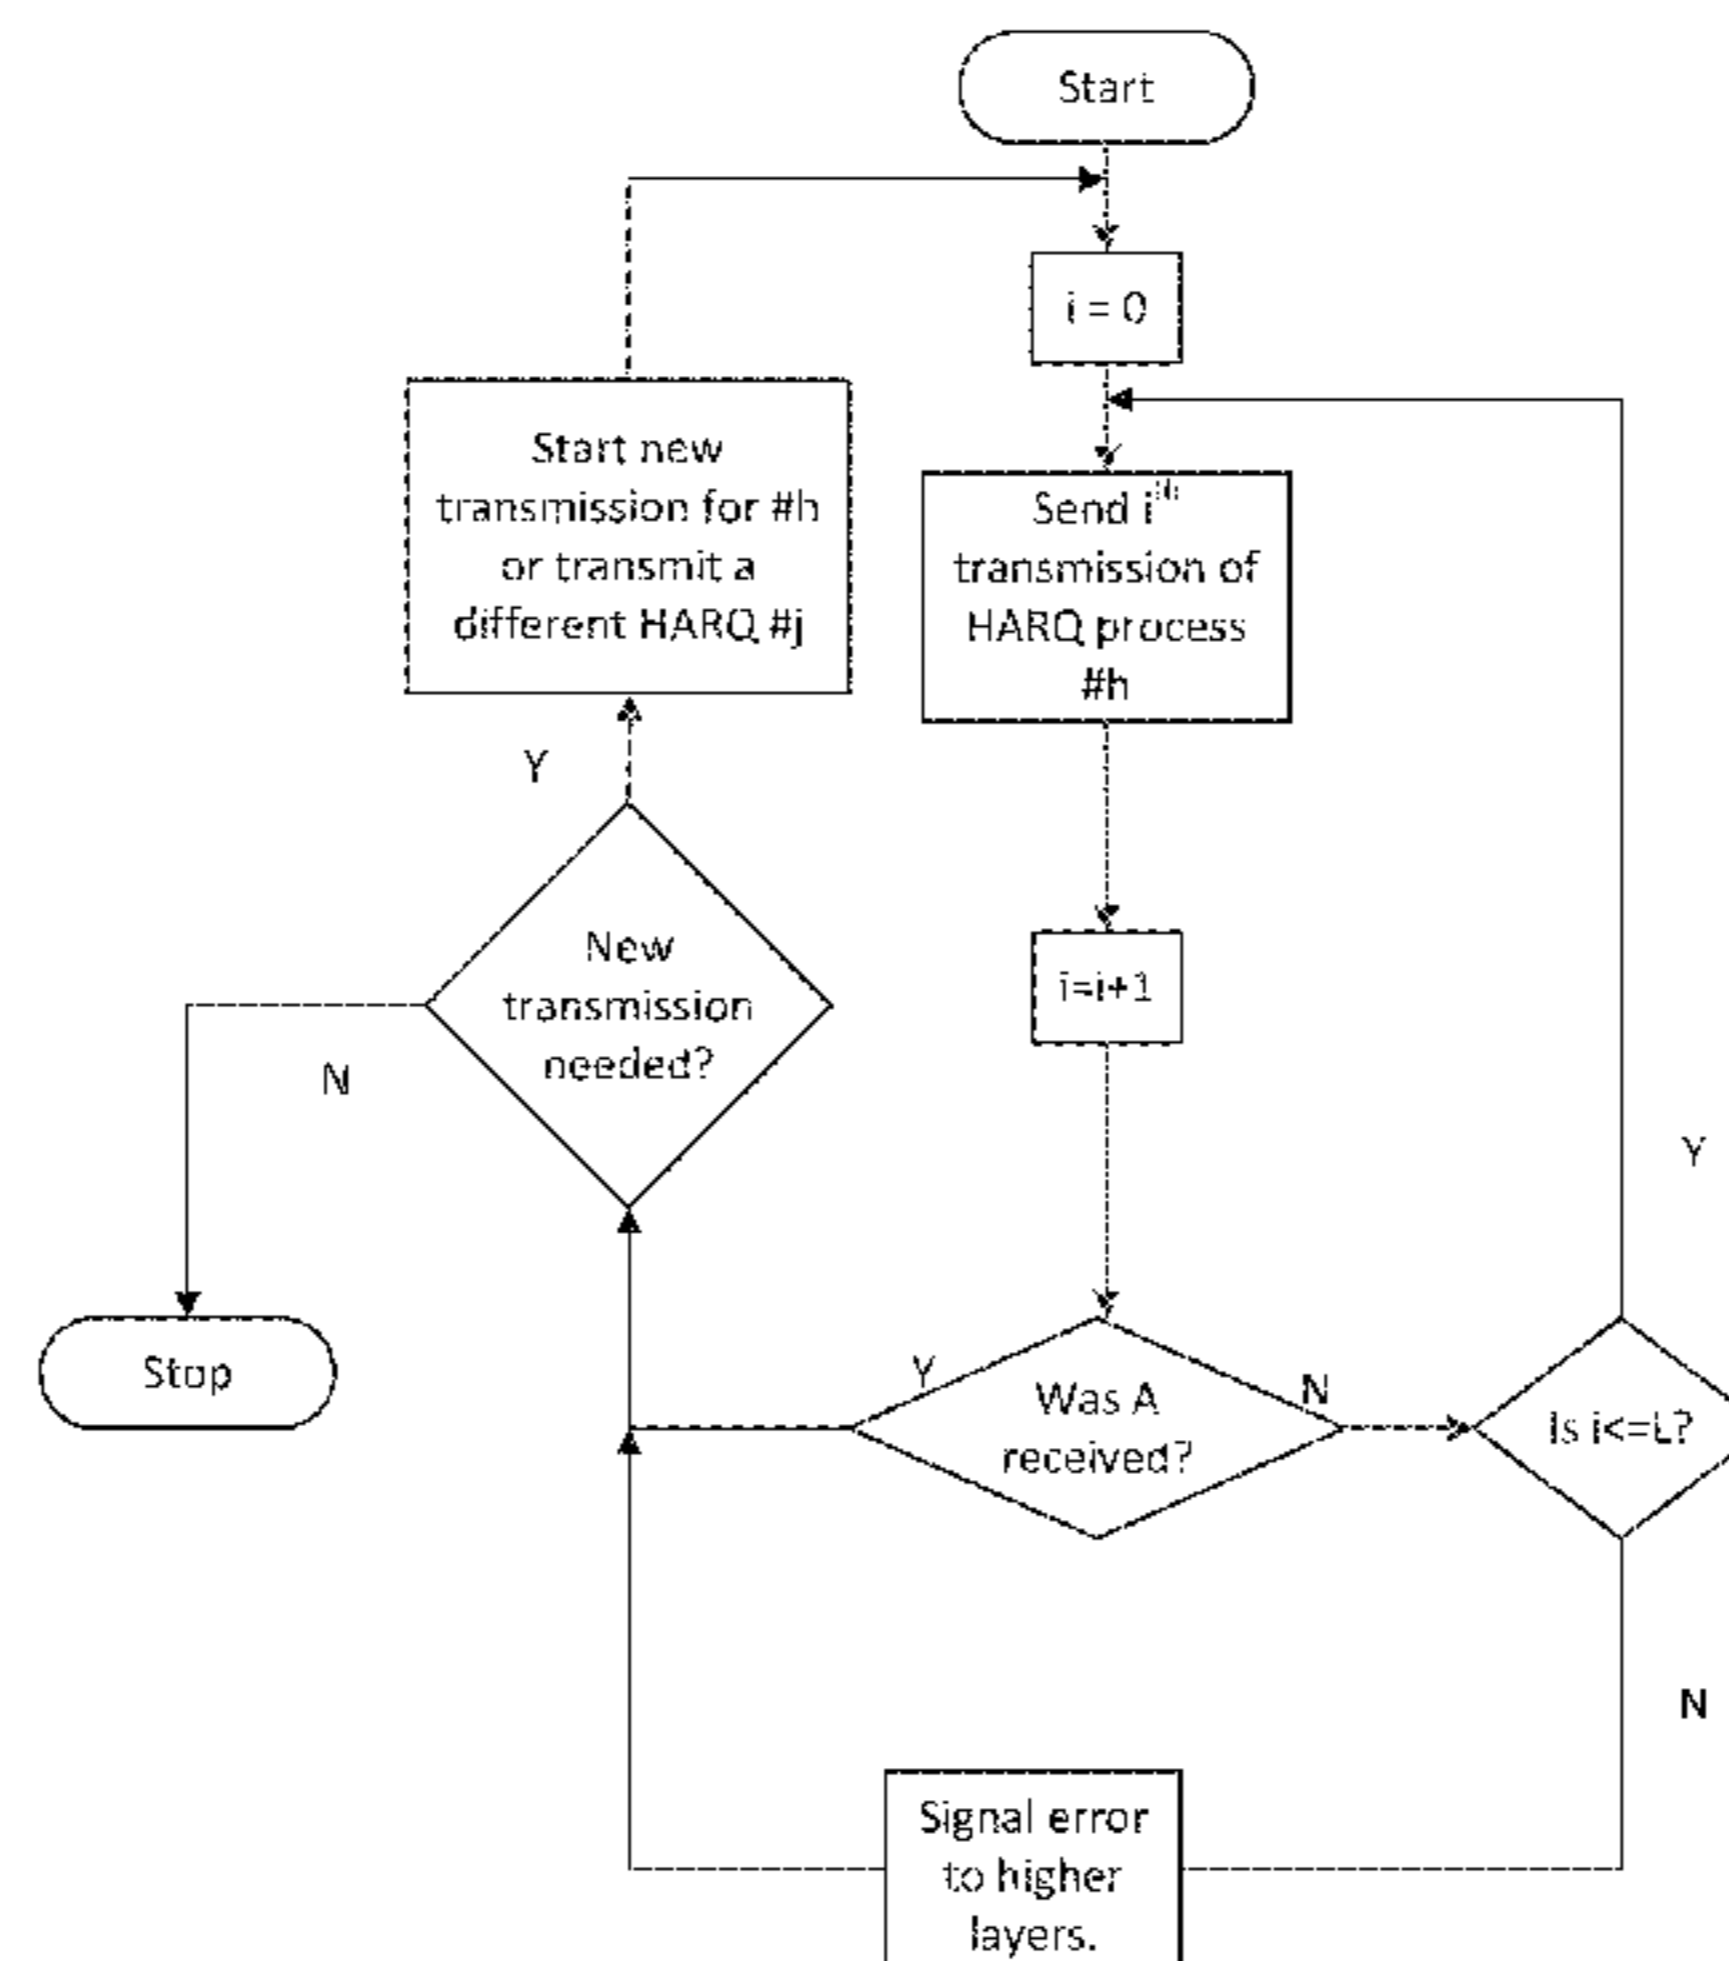 Start
i = 0
Start new
transmission for #h
or transmit a
different HARQ #j
Send iᵗʰ
transmission of
HARQ process
#h
Y
New
transmission
needed?
i=i+1
N
Y
Stop
Y
Was A
received?
N
Is i<=L?
N
Signal error
to higher
layers.